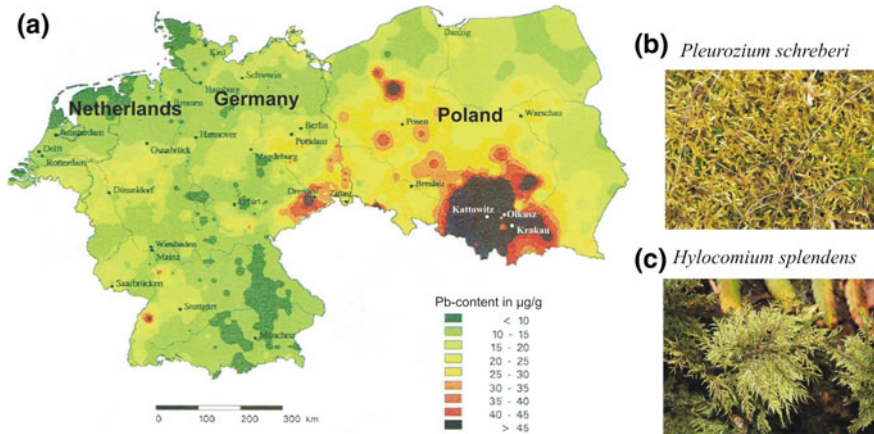 (a)
Kiel
Danzig
Schwerin
Hamburg
Netherlands
Bremen
Germany
Poland
Amsterdam
Hannover
Berlin
Potsdam
Posen
Warschau
Delft
Rotterdam
Osnabrück
Magdeburg
Düsseldorf
Erfurt
Dresden
Zittau
Breslau
Kattowitz
Olkusz
Krakau
Wiesbaden
Mainz
Saarbrücken
Stuttgart
München
Pb-content in µg/g
< 10
10 - 15
15 - 20
20 - 25
25 - 30
30 - 35
35 - 40
40 - 45
> 45
0 100 200 300
km
(b)
Pleurozium schreberi
(c) Hylocomium splendens